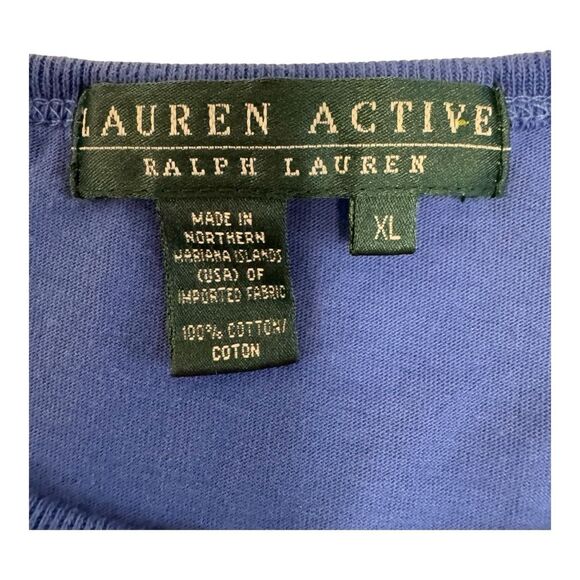 LAUREN ACTIVE
RALPH LAUREN
XL
MADE IN
NORTHERN
MARIANA ISLANDS
(USA) OF
IMPORTED FABRIC
100% COTTON/
COTON